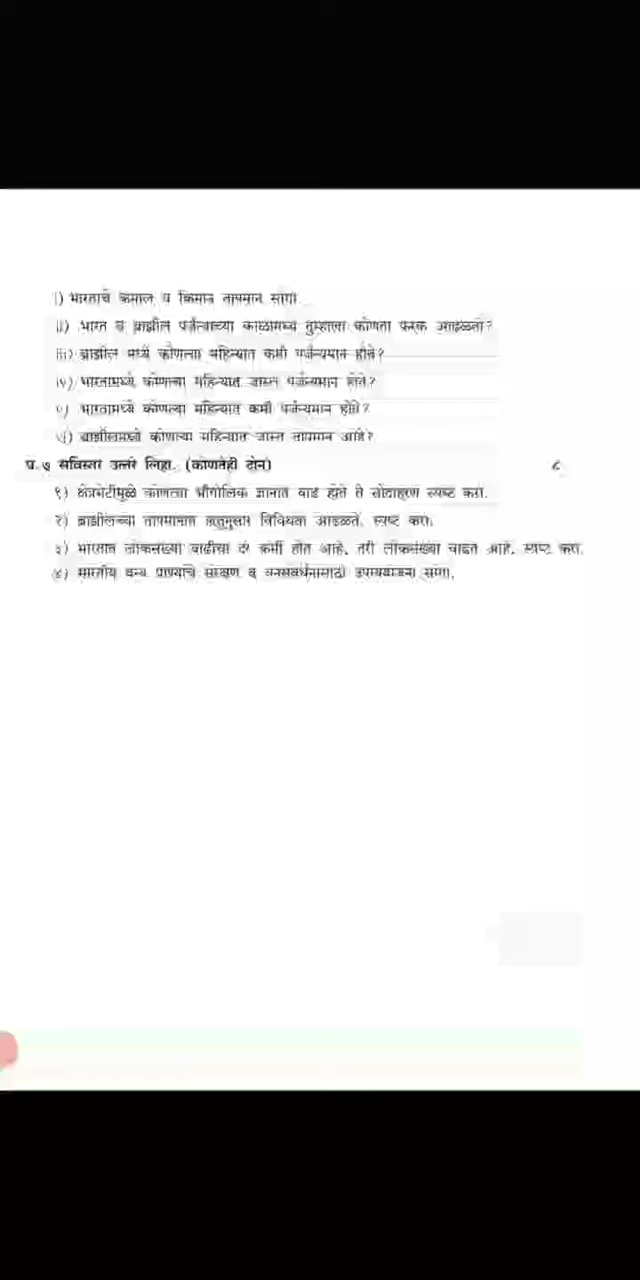 i) भारताचे कमाल व किमान तापमान सांगा.
ii) भारत व ब्राझील पर्जन्याच्या काळामध्ये तुम्हाला कोणता फरक आढळतो?
iii) ब्राझील मध्ये कोणत्या महिन्यात कमी पर्जन्यमान होते?
iv) भारतामध्ये कोणत्या महिन्यात जास्त पर्जन्यमान होते?
v) भारतामध्ये कोणत्या महिन्यात कमी पर्जन्यमान होते?
vi) ब्राझीलमध्ये कोणत्या महिन्यात जास्त तापमान आहे?
प्र. ७ सविस्तर उत्तरे लिहा. (कोणतेही दोन) ८
१) क्षेत्रभेटीमुळे कोणत्या भौगोलिक ज्ञानात वाढ होते ते सोदाहरण स्पष्ट करा.
२) ब्राझीलच्या तापमानात ऋतुनुसार विविधता आढळते. स्पष्ट करा.
३) भारतात लोकसंख्या वाढीचा दर कमी होत आहे, तरी लोकसंख्या वाढत आहे. स्पष्ट करा.
४) भारतीय वन्य प्राण्यांचे संरक्षण व वनसंवर्धनासाठी उपाययोजना सांगा.